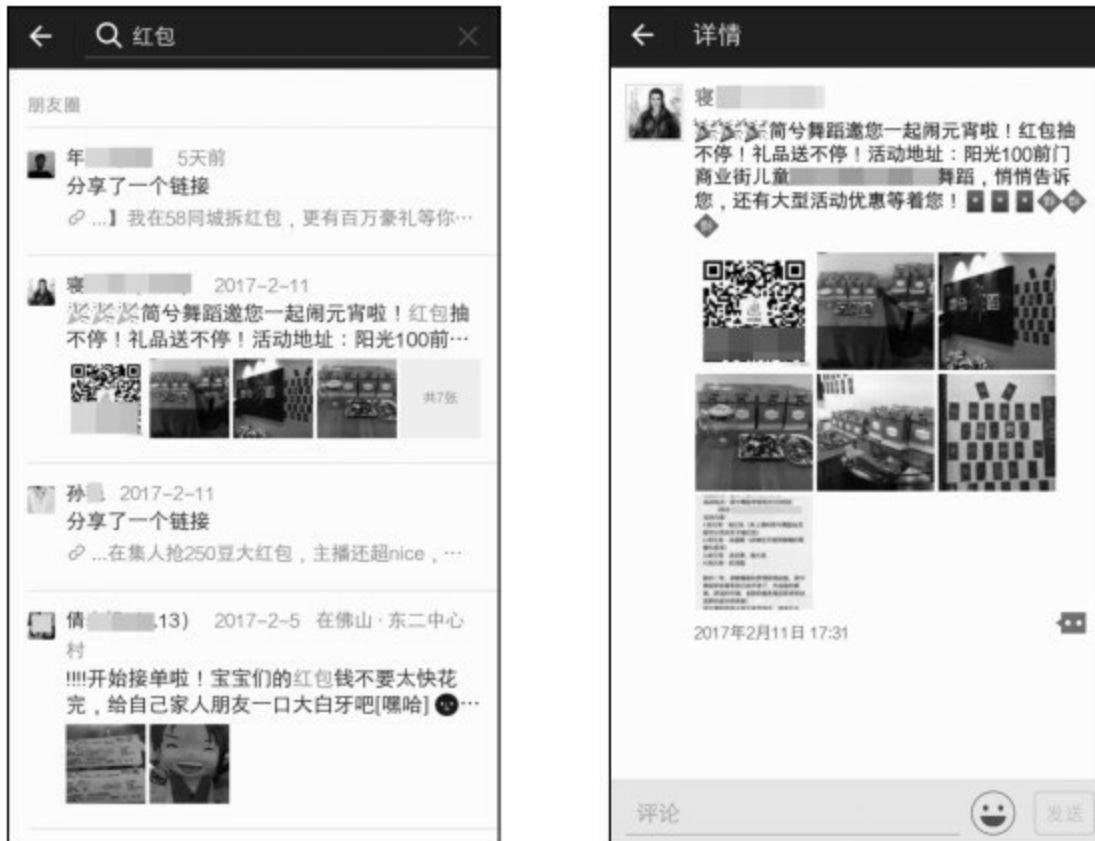 红包
朋友圈
年 5天前
分享了一个链接
...】我在58同城拆红包，更有百万豪礼等你…
寝 2017-2-11
简兮舞蹈邀您一起闹元宵啦！红包抽
不停！礼品送不停！活动地址：阳光100前…
共7张
孙 2017-2-11
分享了一个链接
...在集人抢250豆大红包，主播还超nice，…
倩 .13) 2017-2-5 在佛山·东二中心
村
!!!!开始接单啦！宝宝们的红包钱不要太快花
完，给自己家人朋友一口大白牙吧[嘿哈]…
详情
寝
简兮舞蹈邀您一起闹元宵啦！红包抽
不停！礼品送不停！活动地址：阳光100前门
商业街儿童 舞蹈，悄悄告诉
您，还有大型活动优惠等着您！
2017年2月11日 17:31
评论
发送